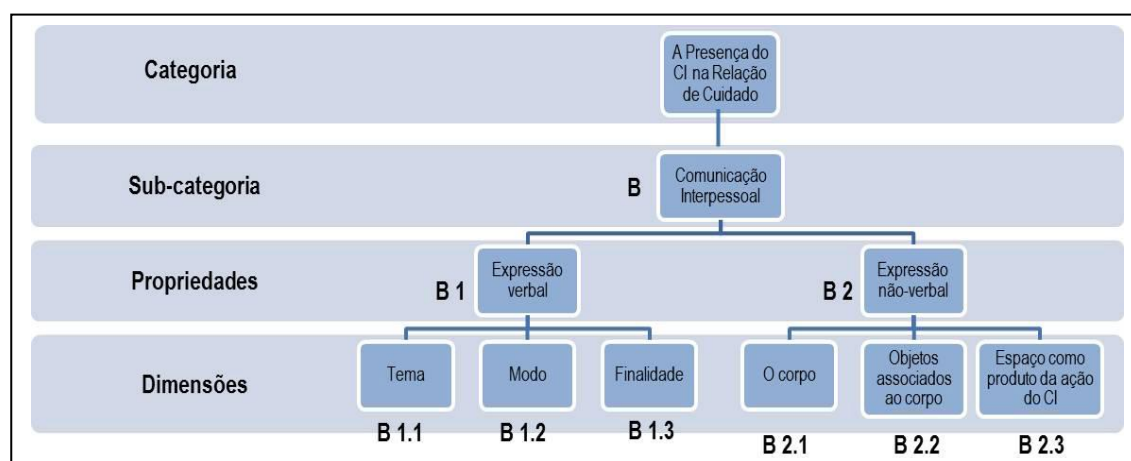 Categoria
A Presença do
CI na Relação
de Cuidado
Sub-categoria
B
Comunicação
Interpessoal
Propriedades
B 1
Expressão
verbal
B 2
Expressão
não-verbal
Dimensões
Tema
Modo
Finalidade
O corpo
Objetos
associados
ao corpo
Espaço como
produto da ação
do CI
B 1.1
B 1.2
B 1.3
B 2.1
B 2.2
B 2.3